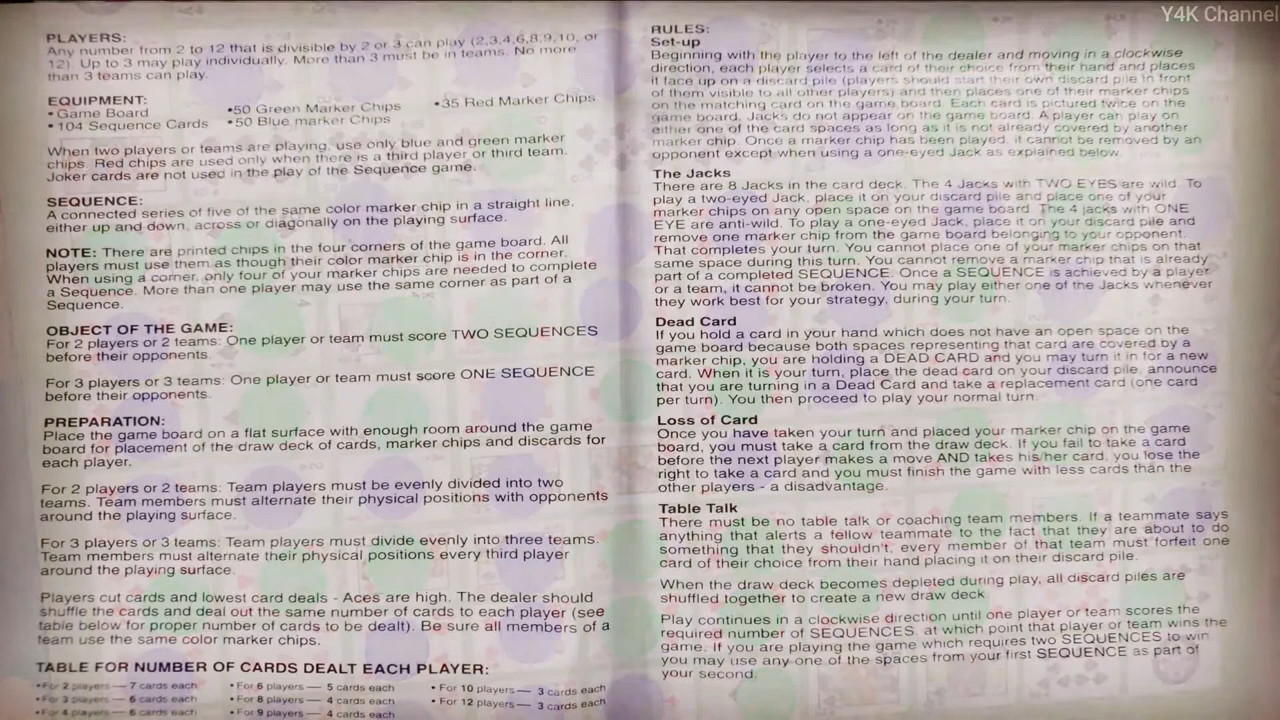 Y4K Channel
PLAYERS:
Any number from 2 to 12 that is divisible by 2 or 3 can play (2,3,4,6,8,9,10, or
12). Up to 3 may play individually. More than 3 must be in teams. No more
than 3 teams can play.
EQUIPMENT:
• Game Board
• 104 Sequence Cards
•50 Green Marker Chips
•50 Blue marker Chips
•35 Red Marker Chips
When two players or teams are playing, use only blue and green marker
chips. Red chips are used only when there is a third player or third team.
Joker cards are not used in the play of the Sequence game.
SEQUENCE:
A connected series of five of the same color marker chip in a straight line,
either up and down, across or diagonally on the playing surface.
NOTE: There are printed chips in the four corners of the game board. All
players must use them as though their color marker chip is in the corner.
When using a corner, only four of your marker chips are needed to complete
a Sequence. More than one player may use the same corner as part of a
Sequence.
OBJECT OF THE GAME:
For 2 players or 2 teams: One player or team must score TWO SEQUENCES
before their opponents.
For 3 players or 3 teams: One player or team must score ONE SEQUENCE
before their opponents.
PREPARATION:
Place the game board on a flat surface with enough room around the game
board for placement of the draw deck of cards, marker chips and discards for
each player.
For 2 players or 2 teams: Team players must be evenly divided into two
teams. Team members must alternate their physical positions with opponents
around the playing surface.
For 3 players or 3 teams: Team players must divide evenly into three teams.
Team members must alternate their physical positions every third player
around the playing surface.
Players cut cards and lowest card deals - Aces are high. The dealer should
shuffle the cards and deal out the same number of cards to each player (see
table below for proper number of cards to be dealt). Be sure all members of a
team use the same color marker chips.
TABLE FOR NUMBER OF CARDS DEALT EACH PLAYER:
• For 2 players — 7 cards each
• For 3 players — 6 cards each
• For 4 players — 6 cards each
• For 6 players — 5 cards each
• For 8 players — 4 cards each
• For 9 players — 4 cards each
• For 10 players — 3 cards each
• For 12 players — 3 cards each
RULES:
Set-up
Beginning with the player to the left of the dealer and moving in a clockwise
direction, each player selects a card of their choice from their hand and places
it face up on a discard pile (players should start their own discard pile in front
of them visible to all other players) and then places one of their marker chips
on the matching card on the game board. Each card is pictured twice on the
game board. Jacks do not appear on the game board. A player can play on
either one of the card spaces as long as it is not already covered by another
marker chip. Once a marker chip has been played, it cannot be removed by an
opponent except when using a one-eyed Jack as explained below.
The Jacks
There are 8 Jacks in the card deck. The 4 Jacks with TWO EYES are wild. To
play a two-eyed Jack, place it on your discard pile and place one of your
marker chips on any open space on the game board. The 4 jacks with ONE
EYE are anti-wild. To play a one-eyed Jack, place it on your discard pile and
remove one marker chip from the game board belonging to your opponent.
That completes your turn. You cannot place one of your marker chips on that
same space during this turn. You cannot remove a marker chip that is already
part of a completed SEQUENCE. Once a SEQUENCE is achieved by a player
or a team, it cannot be broken. You may play either one of the Jacks whenever
they work best for your strategy, during your turn.
Dead Card
If you hold a card in your hand which does not have an open space on the
game board because both spaces representing that card are covered by a
marker chip, you are holding a DEAD CARD and you may turn it in for a new
card. When it is your turn, place the dead card on your discard pile, announce
that you are turning in a Dead Card and take a replacement card (one card
per turn). You then proceed to play your normal turn.
Loss of Card
Once you have taken your turn and placed your marker chip on the game
board, you must take a card from the draw deck. If you fail to take a card
before the next player makes a move AND takes his/her card, you lose the
right to take a card and you must finish the game with less cards than the
other players - a disadvantage.
Table Talk
There must be no table talk or coaching team members. If a teammate says
anything that alerts a fellow teammate to the fact that they are about to do
something that they shouldn't, every member of that team must forfeit one
card of their choice from their hand placing it on their discard pile.
When the draw deck becomes depleted during play, all discard piles are
shuffled together to create a new draw deck.
Play continues in a clockwise direction until one player or team scores the
required number of SEQUENCES, at which point that player or team wins the
game. If you are playing the game which requires two SEQUENCES to win
you may use any one of the spaces from your first SEQUENCE as part of
your second.